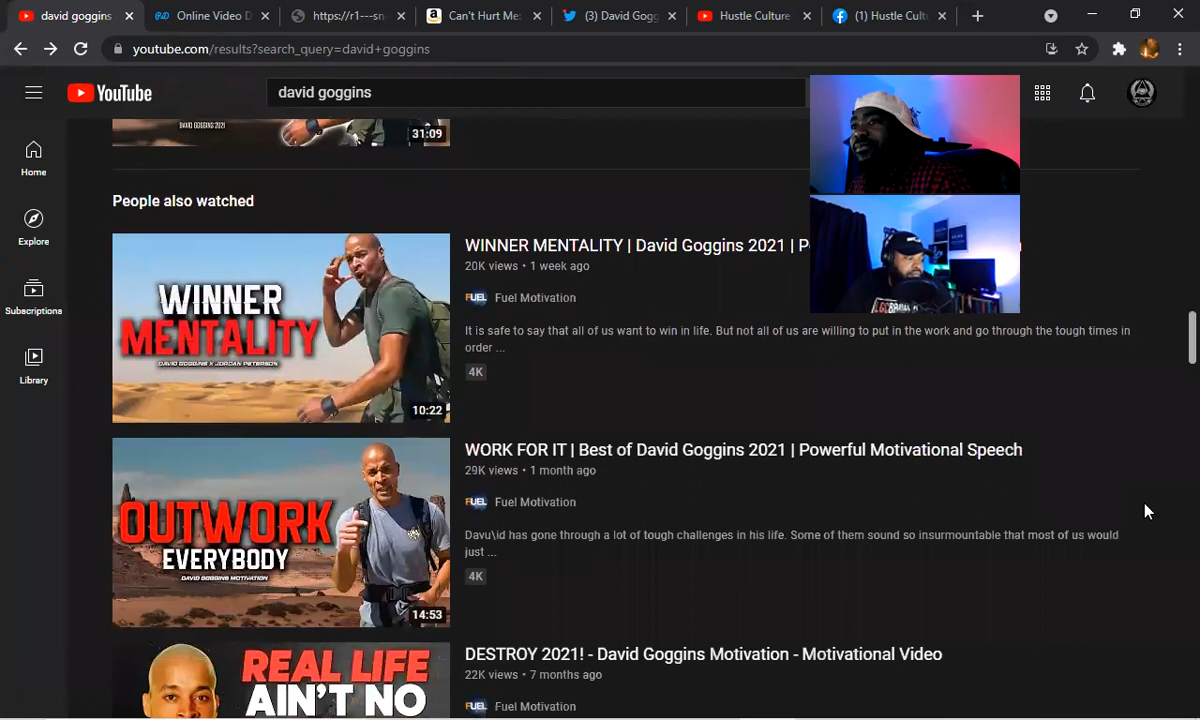 david goggins
Online Video D
https://r1---sn
Can't Hurt Me:
(3) David Gogg
Hustle Culture
(1) Hustle Cult
youtube.com/results?search_query=david+goggins
YouTube
david goggins
Home
Explore
Subscriptions
Library
DAVID GOGGINS 2021
31:09
People also watched
WINNER
MENTALITY
DAVID GOGGINS X JORDAN PETERSON
10:22
WINNER MENTALITY | David Goggins 2021 | P
20K views • 1 week ago
FUEL Fuel Motivation
It is safe to say that all of us want to win in life. But not all of us are willing to put in the work and go through the tough times in
order ...
4K
OUTWORK
EVERYBODY
DAVID GOGGINS MOTIVATION
14:53
WORK FOR IT | Best of David Goggins 2021 | Powerful Motivational Speech
29K views • 1 month ago
FUEL Fuel Motivation
Davu\id has gone through a lot of tough challenges in his life. Some of them sound so insurmountable that most of us would
just ...
4K
REAL LIFE
AIN'T NO
DESTROY 2021! - David Goggins Motivation - Motivational Video
22K views • 7 months ago
FUEL Fuel Motivation